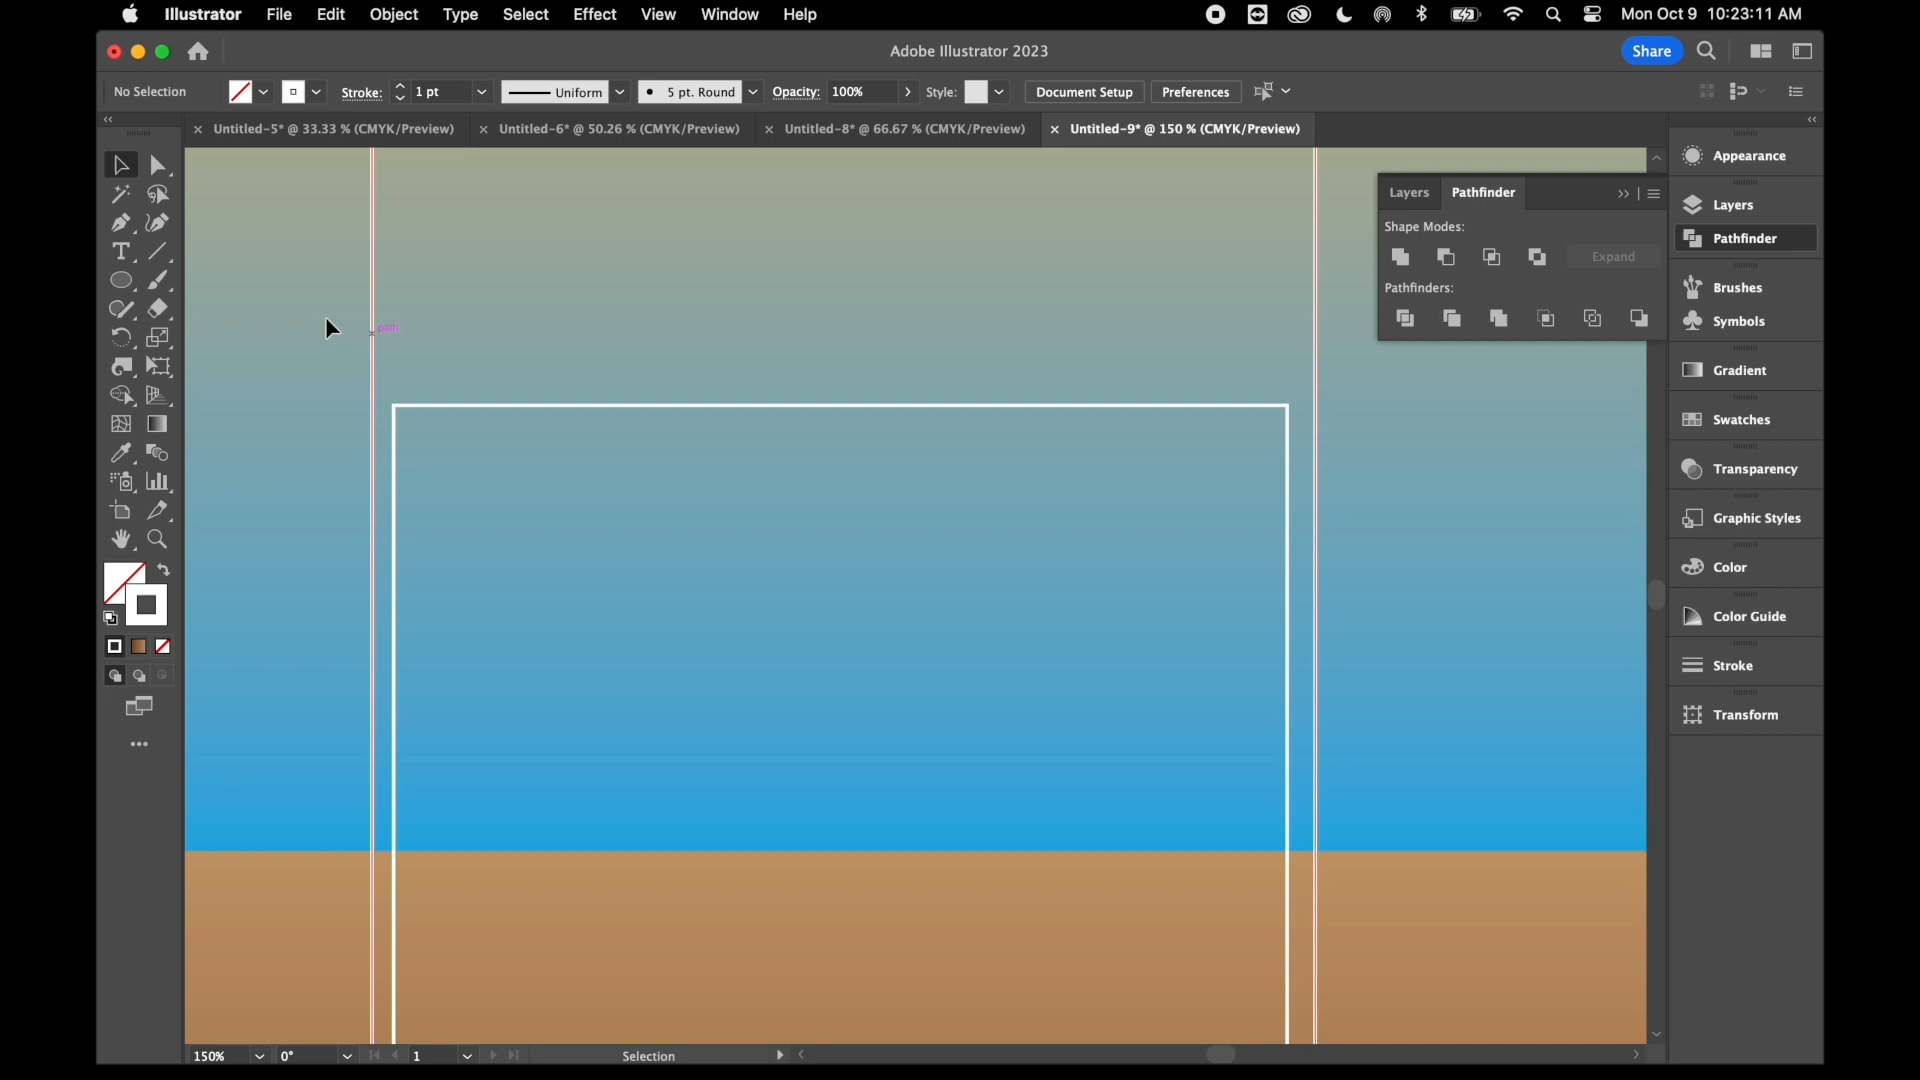 Illustrator File Edit Object Type Select Effect View Window Help
Mon Oct 9 10:23:11 AM
Adobe Illustrator 2023
Share
No Selection
Stroke: 1 pt
Uniform
5 pt. Round
Opacity: 100%
Style:
Document Setup
Preferences
Untitled-5* @ 33.33 % (CMYK/Preview)
Untitled-6* @ 50.26 % (CMYK/Preview)
Untitled-8* @ 66.67 % (CMYK/Preview)
Untitled-9* @ 150 % (CMYK/Preview)
path
Layers
Pathfinder
Shape Modes:
Expand
Pathfinders:
Appearance
Layers
Pathfinder
Brushes
Symbols
Gradient
Swatches
Transparency
Graphic Styles
Color
Color Guide
Stroke
Transform
150%
0°
1
Selection